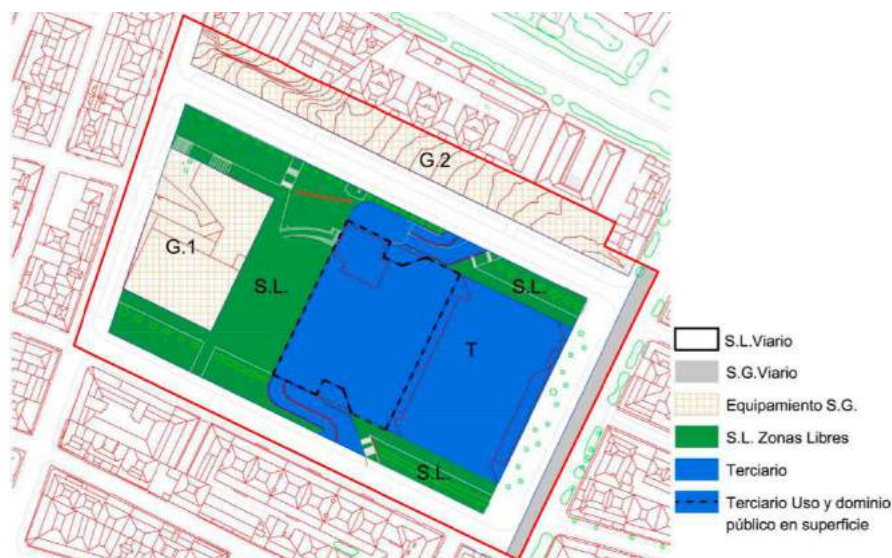 G.2
G.1
S.L.
S.L.
T
S.L.
S.L.Viario
S.G.Viario
Equipamiento S.G.
S.L. Zonas Libres
Terciario
Terciario Uso y dominio
público en superficie